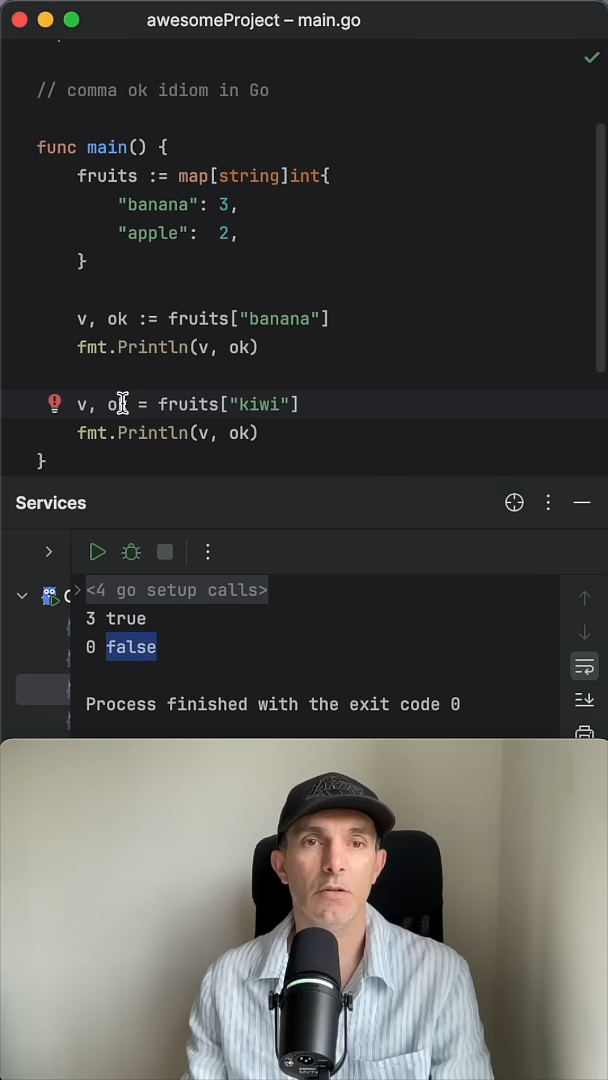 awesomeProject – main.go
// comma ok idiom in Go
func main() {
fruits := map[string]int{
"banana": 3,
"apple": 2,
}
v, ok := fruits["banana"]
fmt.Println(v, ok)
v, ok = fruits["kiwi"]
fmt.Println(v, ok)
}
Services
<4 go setup calls>
3 true
0 false
Process finished with the exit code 0